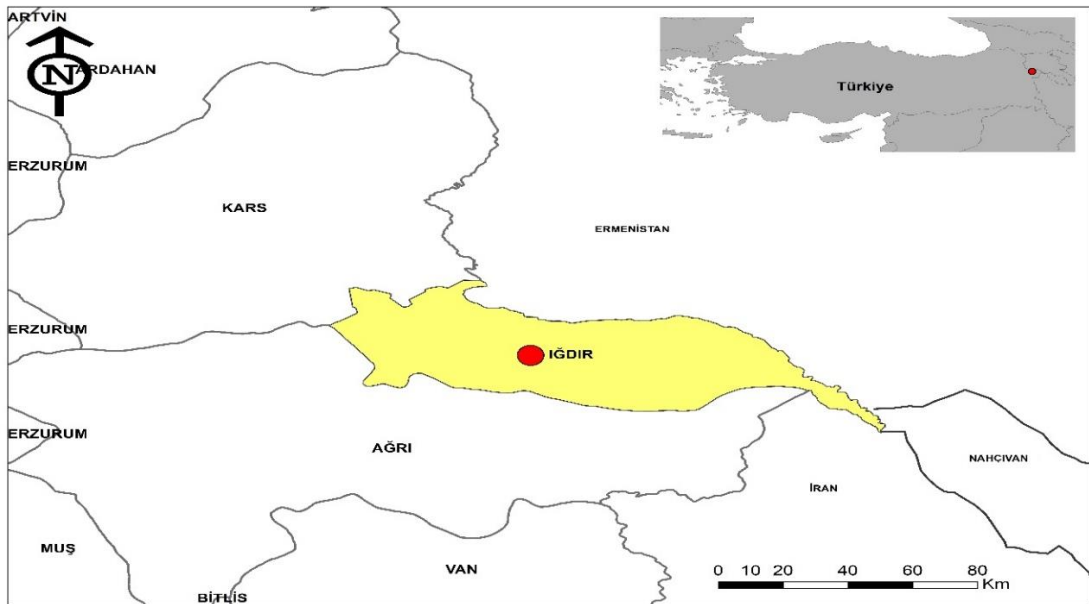 ARTVİN
N
ARDAHAN
Türkiye
ERZURUM
KARS
ERMENİSTAN
ERZURUM
IĞDIR
ERZURUM
AĞRI
NAHÇIVAN
İRAN
MUŞ
VAN
BİTLİS
0 10 20 40 60 80
Km